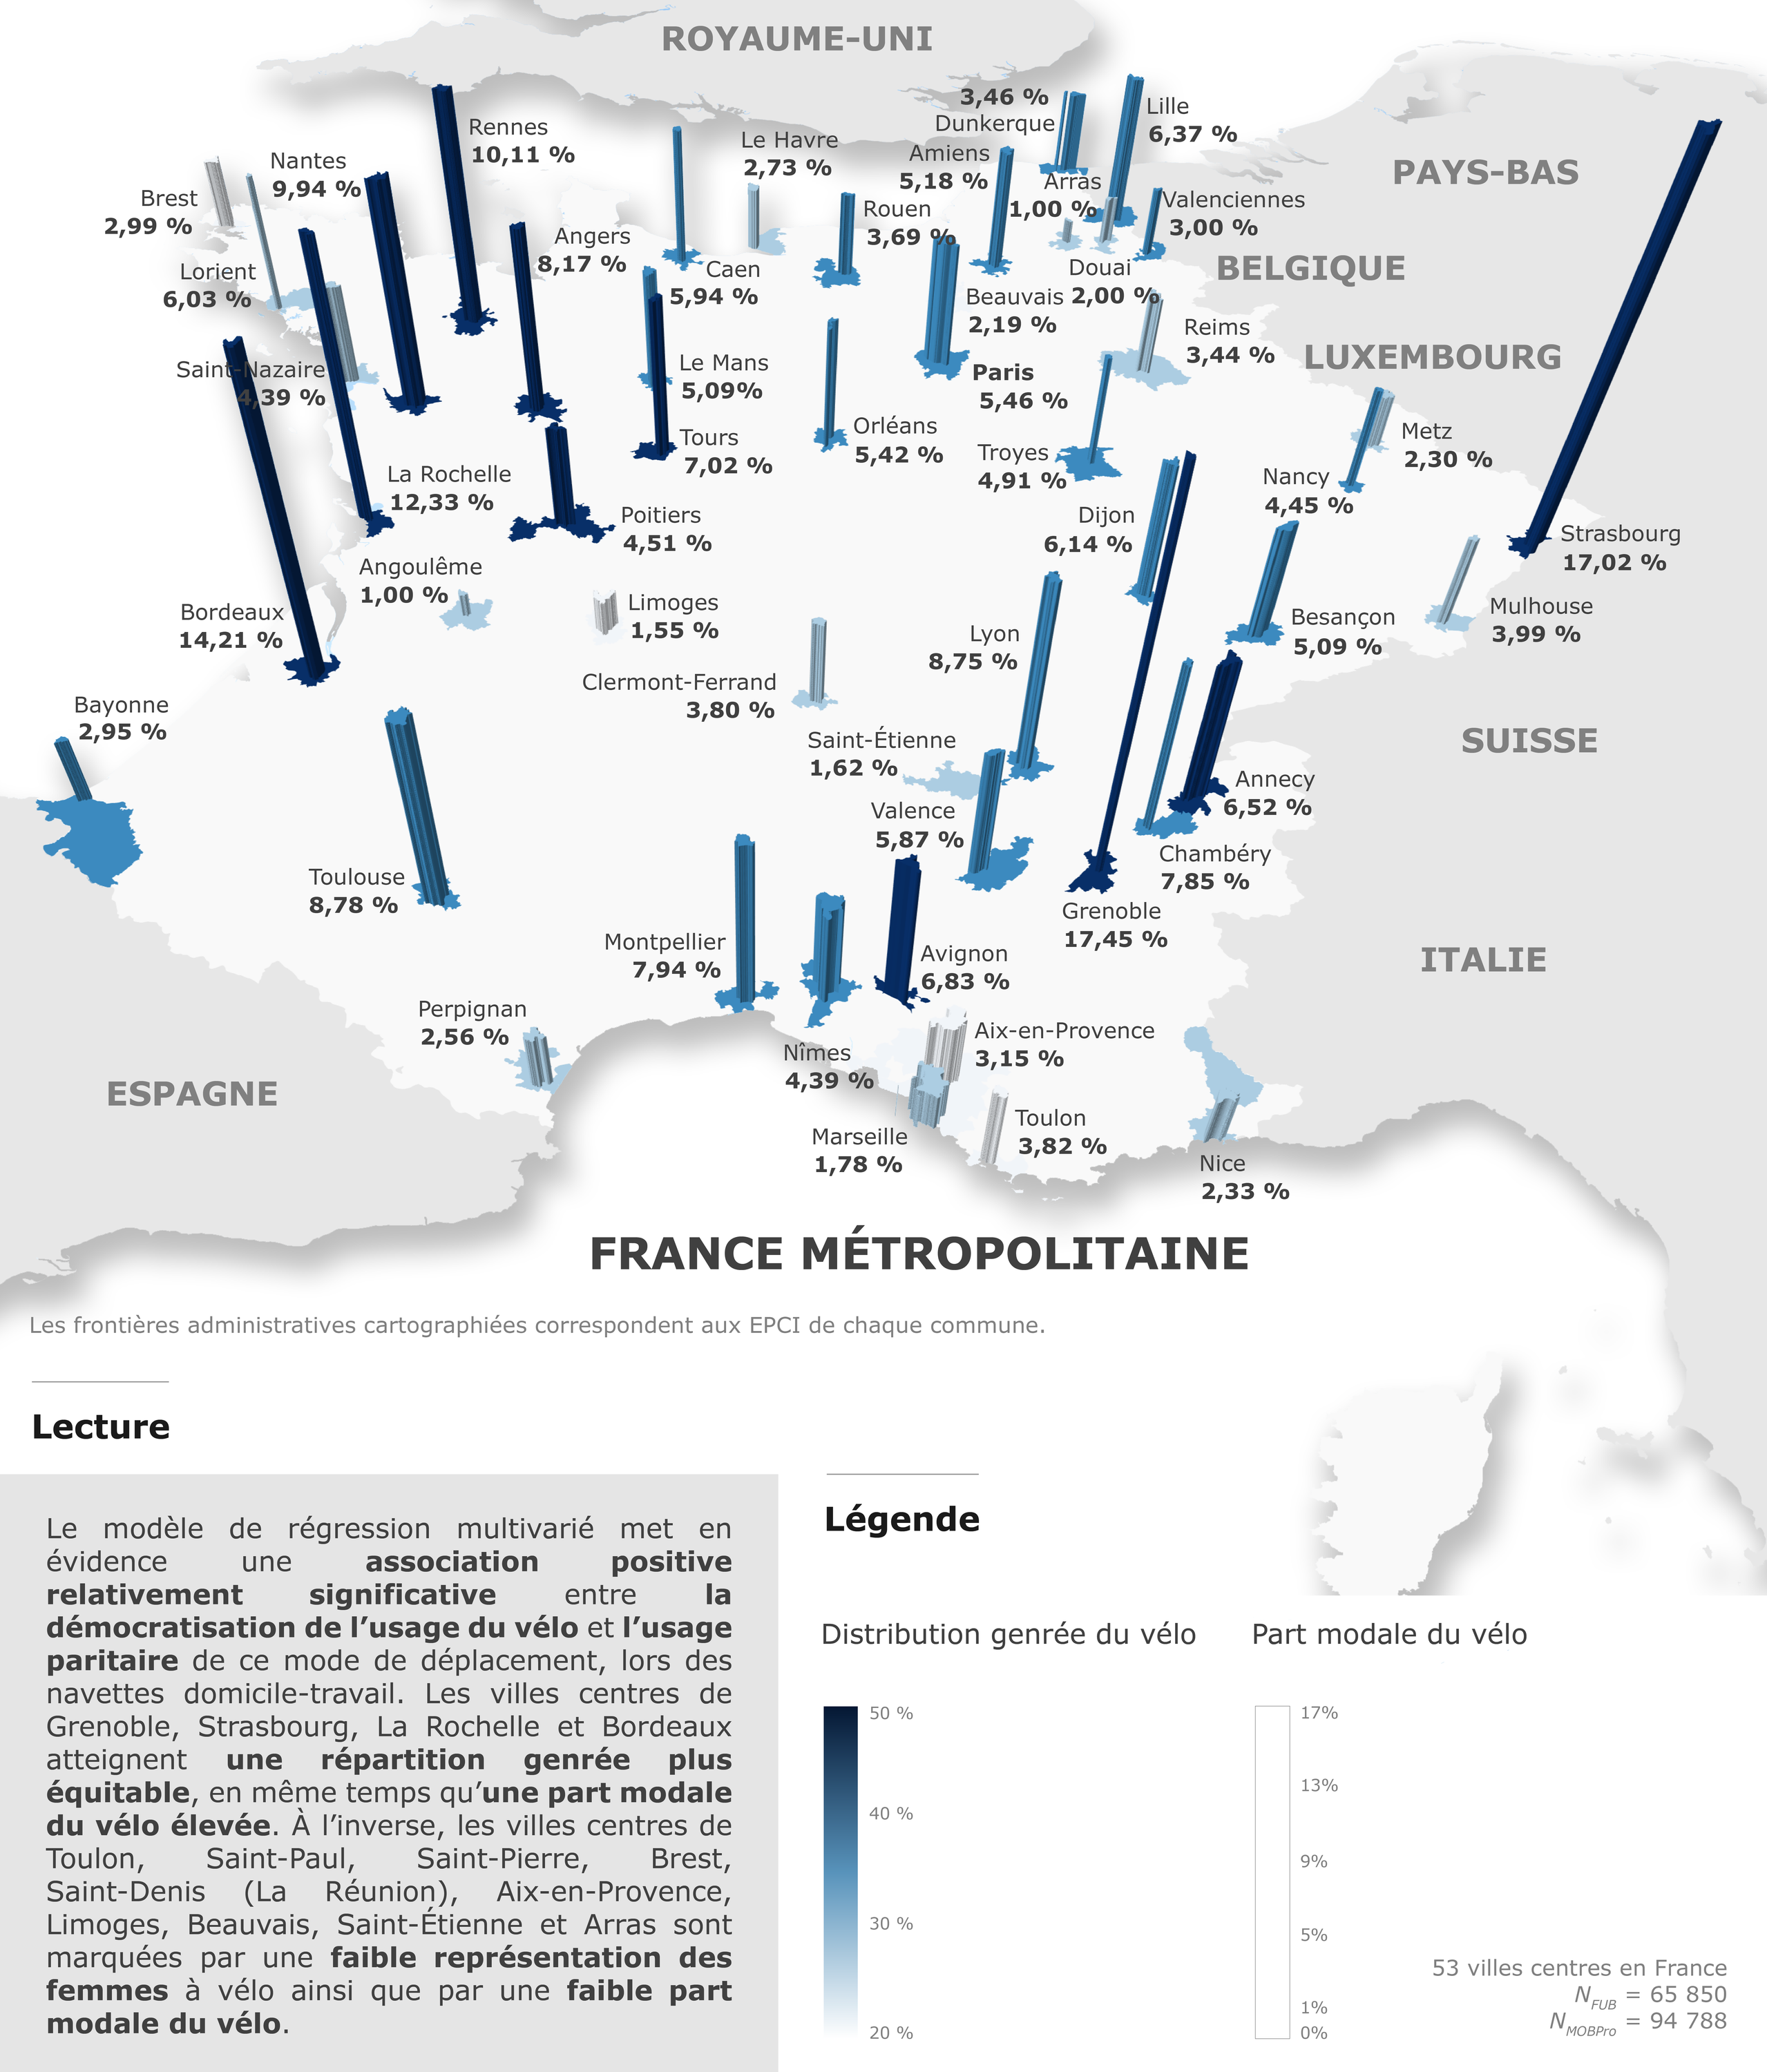 ROYAUME-UNI
3,46 %
Dunkerque
Lille
6,37 %
Rennes
10,11 %
Le Havre
2,73 %
Amiens
5,18 %
Nantes
9,94 %
PAYS-BAS
Arras
1,00 %
Brest
2,99 %
Valenciennes
3,00 %
Rouen
3,69 %
Angers
8,17 %
Lorient
6,03 %
Caen
5,94 %
Douai
2,00 %
BELGIQUE
Beauvais
2,19 %
Reims
3,44 %
LUXEMBOURG
Saint-Nazaire
4,39 %
Le Mans
5,09%
Paris
5,46 %
Orléans
5,42 %
Tours
7,02 %
Metz
2,30 %
Troyes
4,91 %
La Rochelle
12,33 %
Nancy
4,45 %
Poitiers
4,51 %
Dijon
6,14 %
Strasbourg
17,02 %
Angoulême
1,00 %
Limoges
1,55 %
Bordeaux
14,21 %
Mulhouse
3,99 %
Besançon
5,09 %
Lyon
8,75 %
Clermont-Ferrand
3,80 %
Bayonne
2,95 %
Saint-Étienne
1,62 %
SUISSE
Annecy
6,52 %
Valence
5,87 %
Chambéry
7,85 %
Toulouse
8,78 %
Grenoble
17,45 %
Montpellier
7,94 %
Avignon
6,83 %
ITALIE
Perpignan
2,56 %
Aix-en-Provence
3,15 %
Nîmes
4,39 %
ESPAGNE
Toulon
3,82 %
Marseille
1,78 %
Nice
2,33 %
FRANCE MÉTROPOLITAINE
Les frontières administratives cartographiées correspondent aux EPCI de chaque commune.
Lecture
Le modèle de régression multivarié met en
évidence une association positive
relativement significative entre la
démocratisation de l’usage du vélo et l’usage
paritaire de ce mode de déplacement, lors des
navettes domicile-travail. Les villes centres de
Grenoble, Strasbourg, La Rochelle et Bordeaux
atteignent une répartition genrée plus
équitable, en même temps qu’une part modale
du vélo élevée. À l’inverse, les villes centres de
Toulon, Saint-Paul, Saint-Pierre, Brest,
Saint-Denis (La Réunion), Aix-en-Provence,
Limoges, Beauvais, Saint-Étienne et Arras sont
marquées par une faible représentation des
femmes à vélo ainsi que par une faible part
modale du vélo.
Légende
Distribution genrée du vélo
50 %
40 %
30 %
20 %
Part modale du vélo
17%
13%
9%
5%
1%
0%
53 villes centres en France
N FUB = 65 850
N MOBPro = 94 788